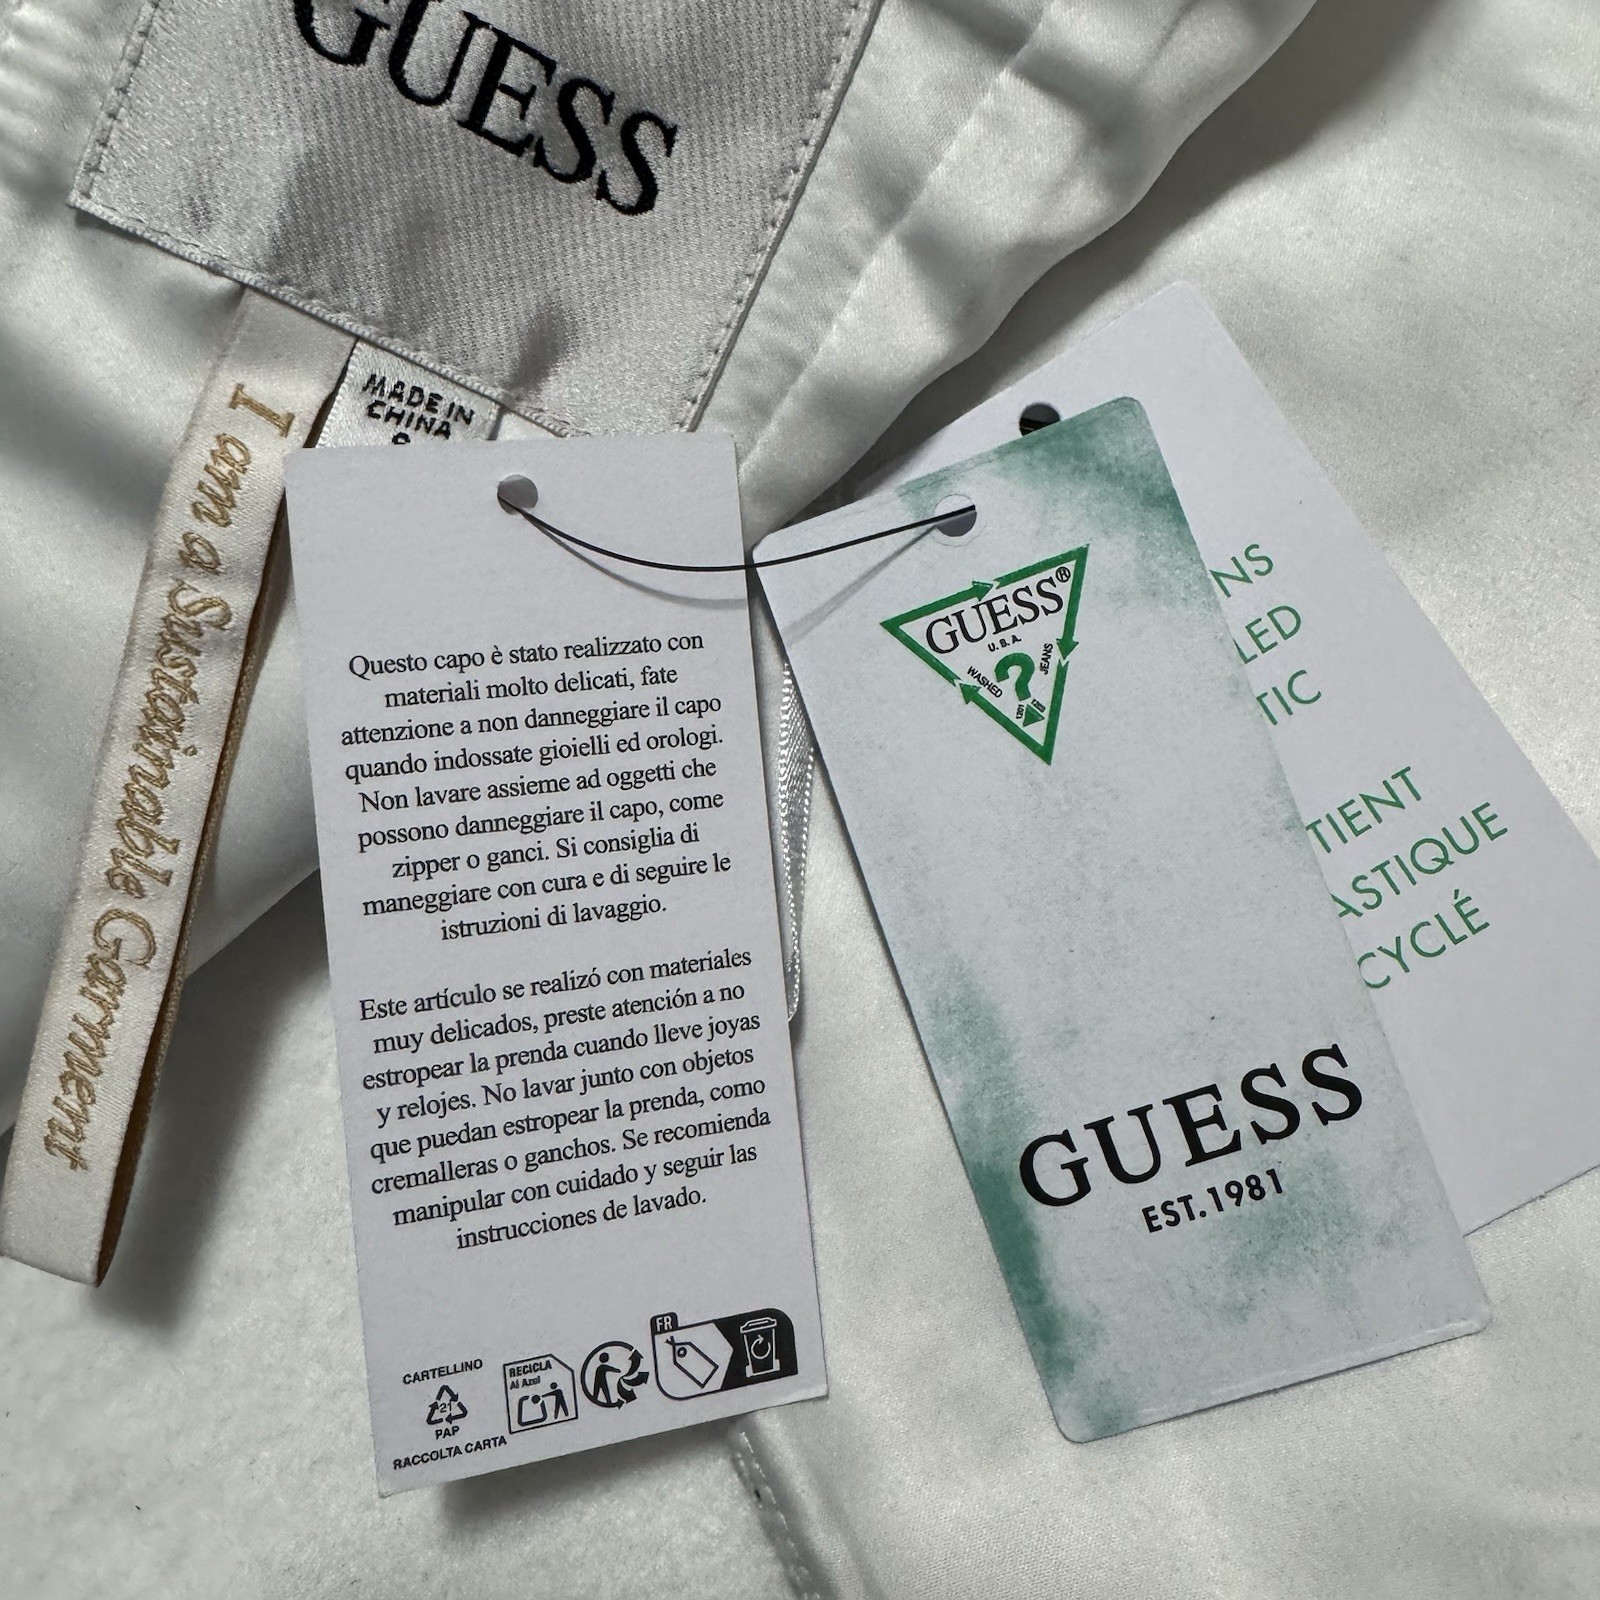 GUESS
MADE IN
CHINA
I am a Sustainable Garment
Questo capo è stato realizzato con
materiali molto delicati, fate
attenzione a non danneggiare il capo
quando indossate gioielli ed orologi.
Non lavare assieme ad oggetti che
possono danneggiare il capo, come
zipper o ganci. Si consiglia di
maneggiare con cura e di seguire le
istruzioni di lavaggio.
Este artículo se realizó con materiales
muy delicados, preste atención a no
estropear la prenda cuando lleve joyas
y relojes. No lavar junto con objetos
que puedan estropear la prenda, como
cremalleras o ganchos. Se recomienda
manipular con cuidado y seguir las
instrucciones de lavado.
CARTELLINO
21
PAP
RACCOLTA CARTA
RECICLA
Al Azul
FR
GUESS®
U.S.A.
WASHED ? JEANS
GUESS
EST.1981
NS
LED
TIC
TIENT
ASTIQUE
CYCLÉ